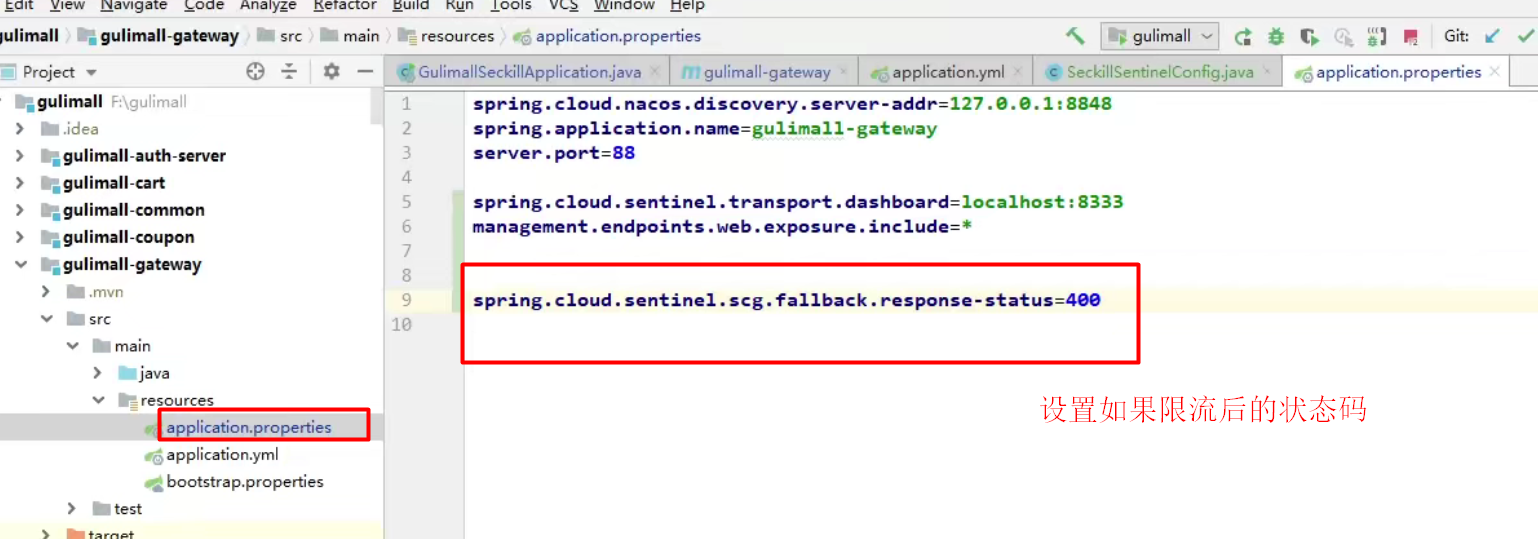 Edit View Navigate Code Analyze Refactor Build Run Tools VCS Window Help
gulimall gulimall-gateway src main resources application.properties gulimall Git:
Project GulimallSeckillApplication.java gulimall-gateway application.yml SeckillSentinelConfig.java application.properties
gulimall F:\gulimall
.idea
gulimall-auth-server
gulimall-cart
gulimall-common
gulimall-coupon
gulimall-gateway
.mvn
src
main
java
resources
application.properties
application.yml
bootstrap.properties
test
target
1 spring.cloud.nacos.discovery.server-addr=127.0.0.1:8848
2 spring.application.name=gulimall-gateway
3 server.port=88
4
5 spring.cloud.sentinel.transport.dashboard=localhost:8333
6 management.endpoints.web.exposure.include=*
7
8
9 spring.cloud.sentinel.scg.fallback.response-status=400
10
设置如果限流后的状态码